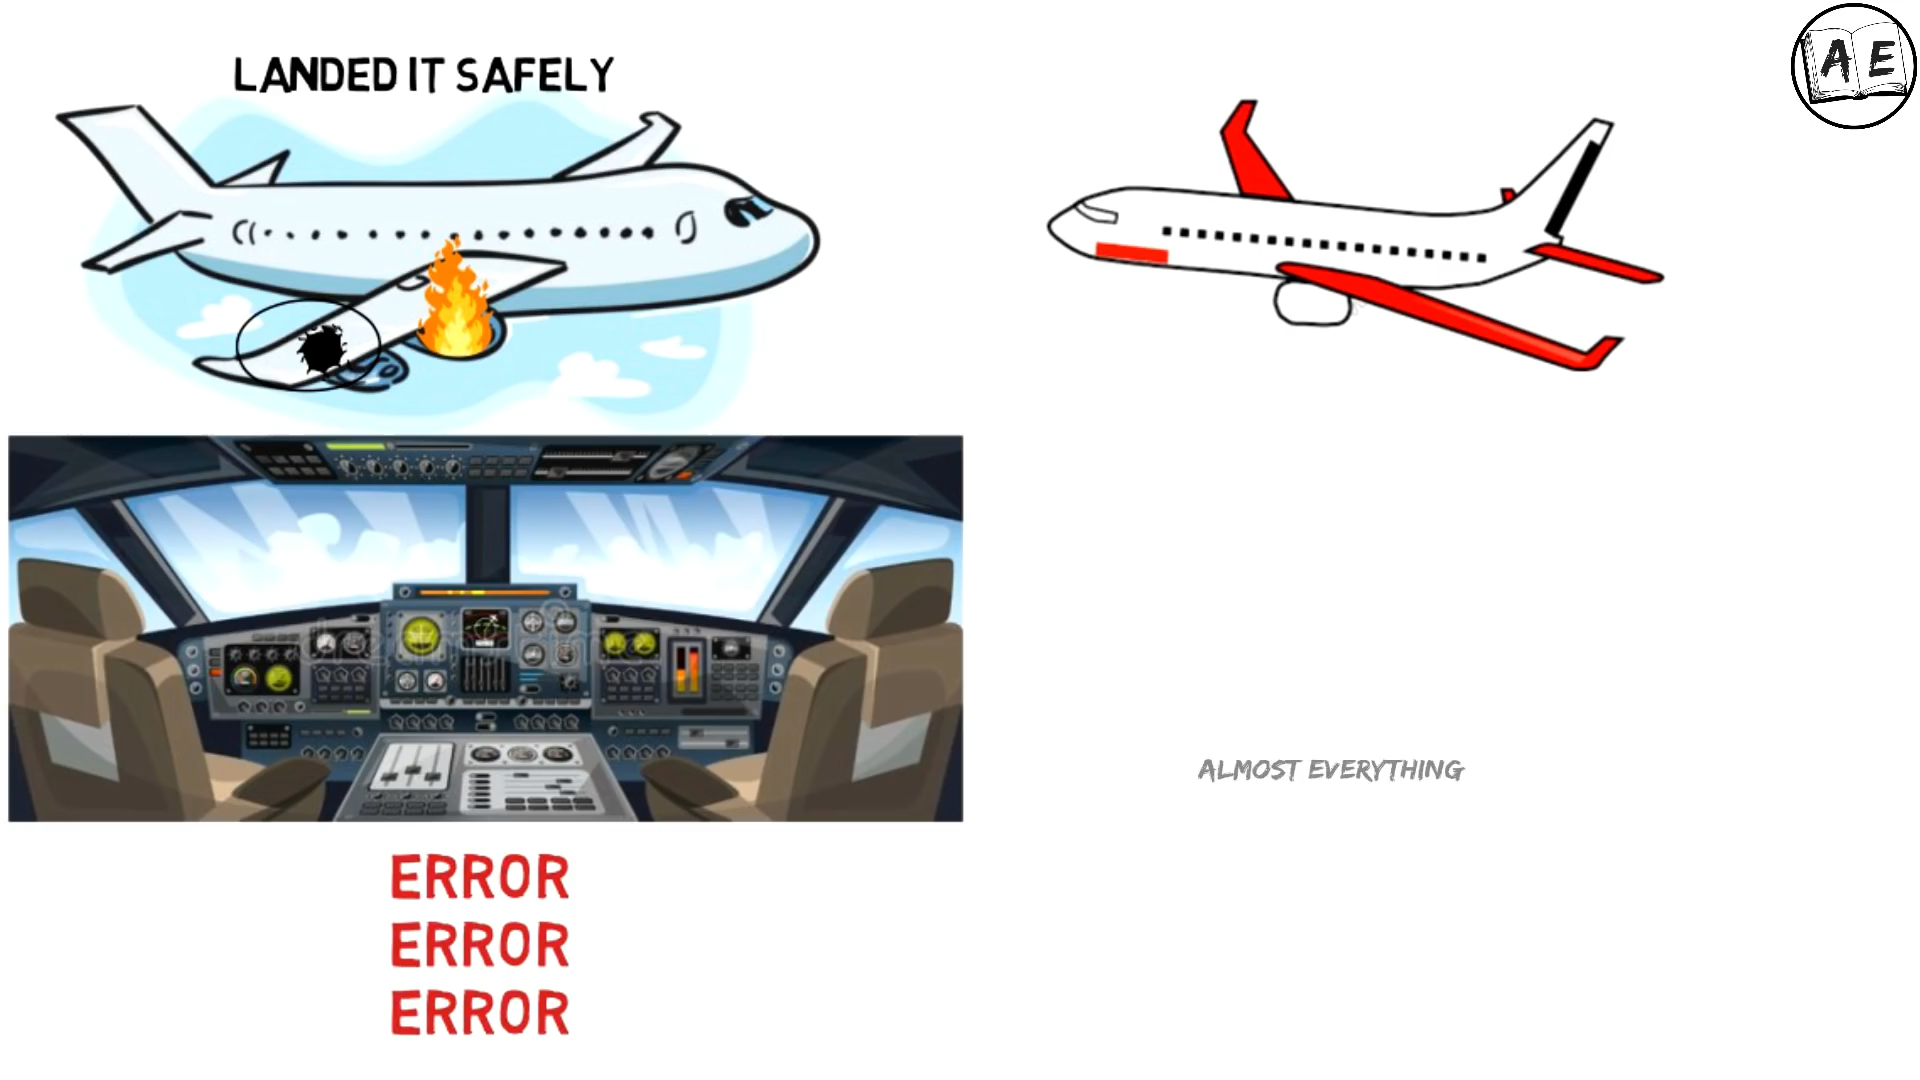 LANDED IT SAFELY
A E
ALMOST EVERYTHING
ERROR
ERROR
ERROR